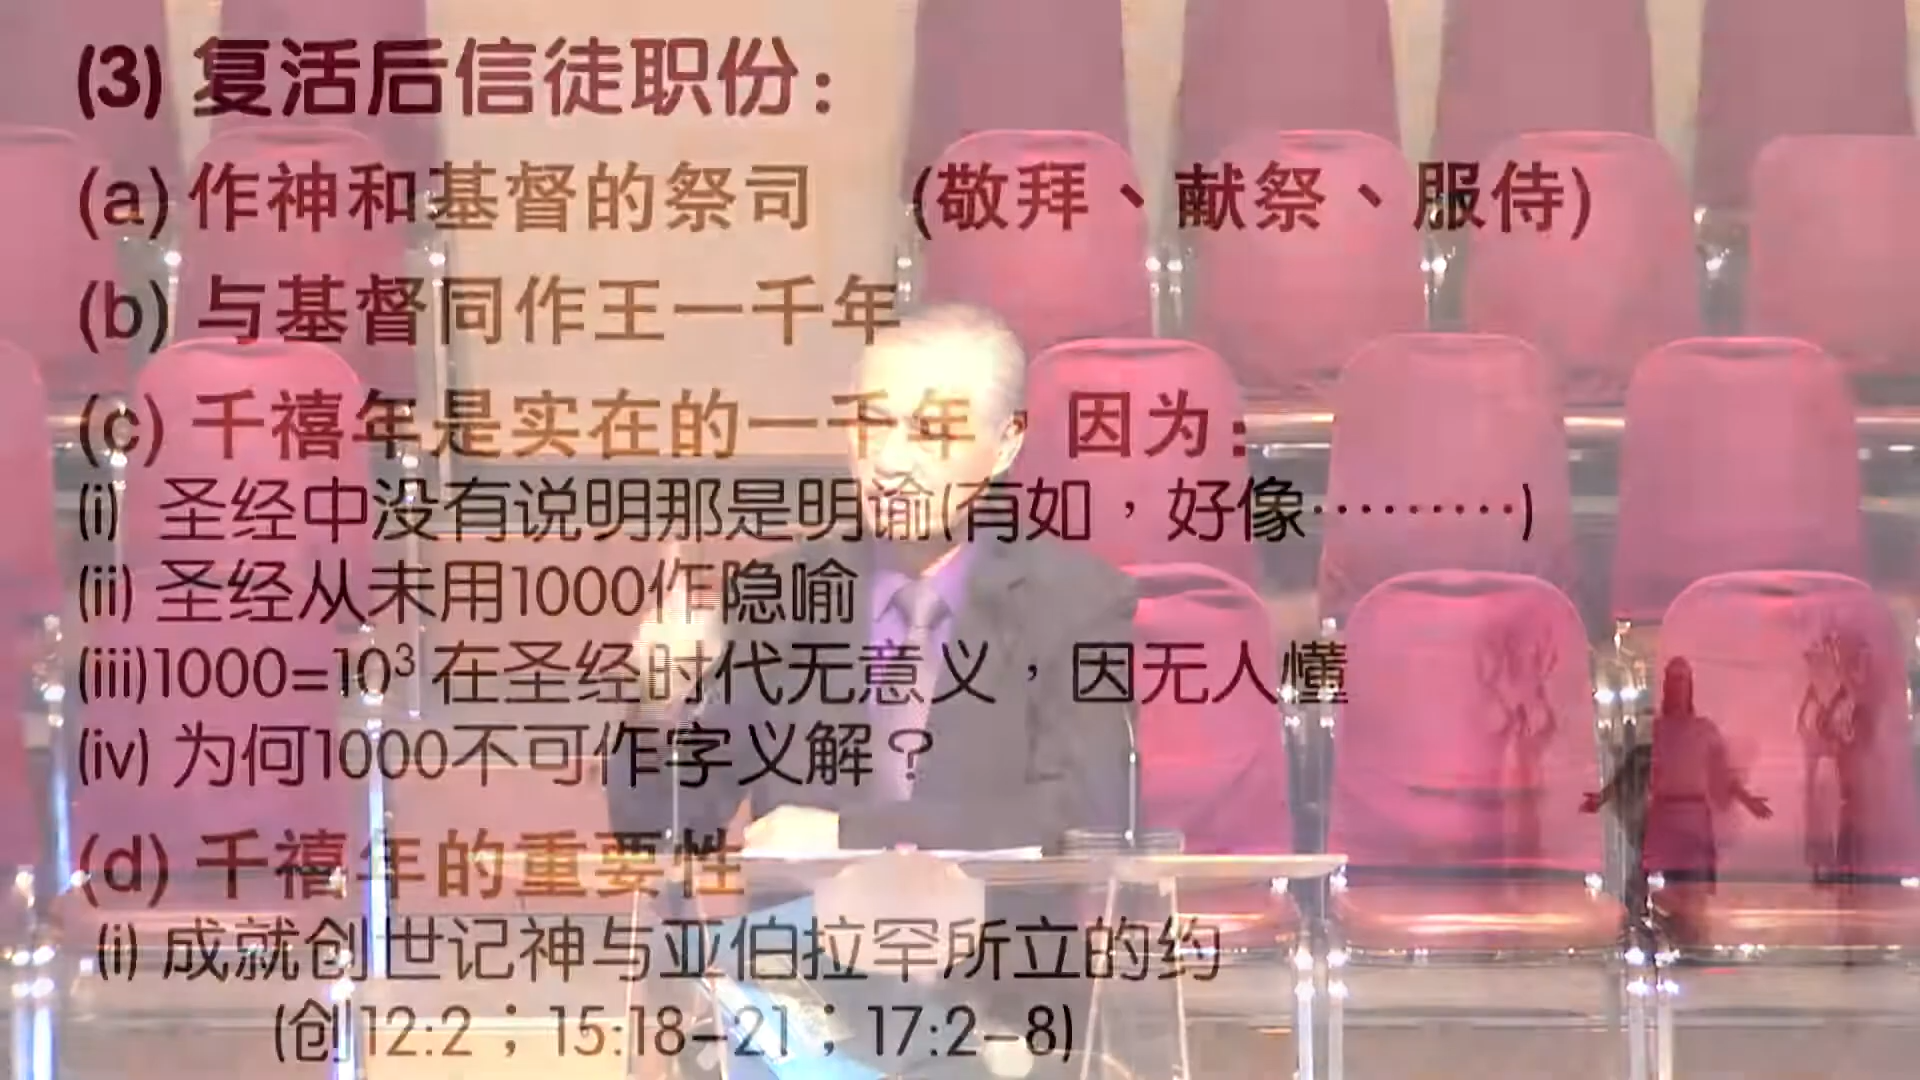 (3) 复活后信徒职份：
(a) 作神和基督的祭司 (敬拜、献祭、服侍)
(b) 与基督同作王一千年
(c) 千禧年是实在的一千年，因为：
(i) 圣经中没有说明那是明谕(有如，好像………)
(ii) 圣经从未用1000作隐喻
(iii)1000=10³ 在圣经时代无意义，因无人懂
(iv) 为何1000不可作字义解？
(d) 千禧年的重要性
(i) 成就创世记神与亚伯拉罕所立的约
(创12:2；15:18-21；17:2-8)